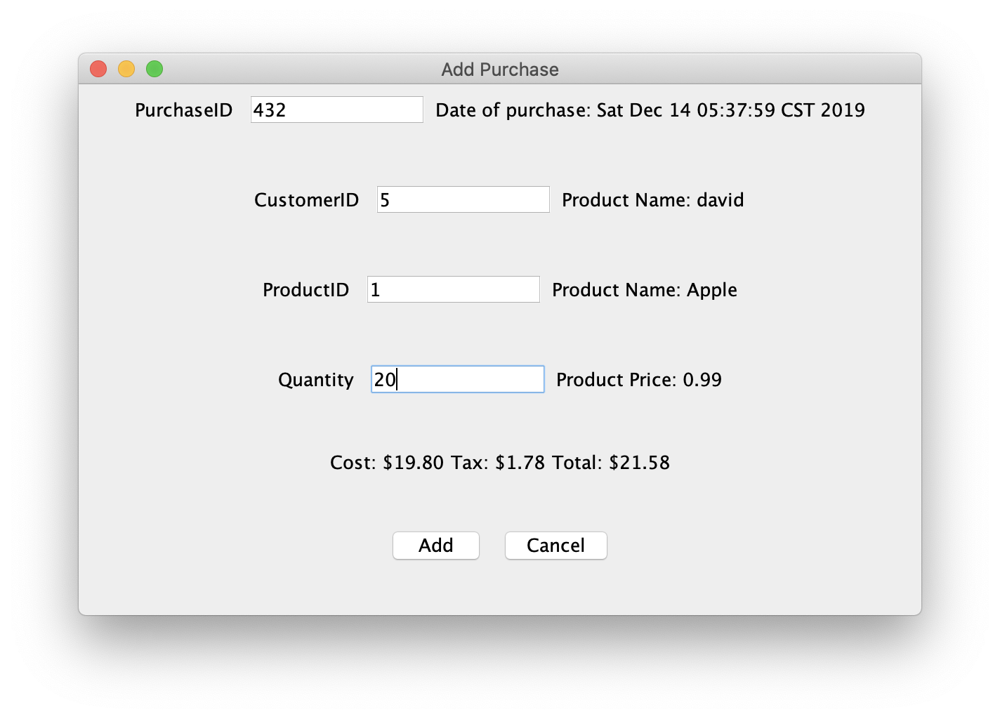 Add Purchase
PurchaseID 432 Date of purchase: Sat Dec 14 05:37:59 CST 2019
CustomerID 5 Product Name: david
ProductID 1 Product Name: Apple
Quantity 20 Product Price: 0.99
Cost: $19.80 Tax: $1.78 Total: $21.58
Add Cancel